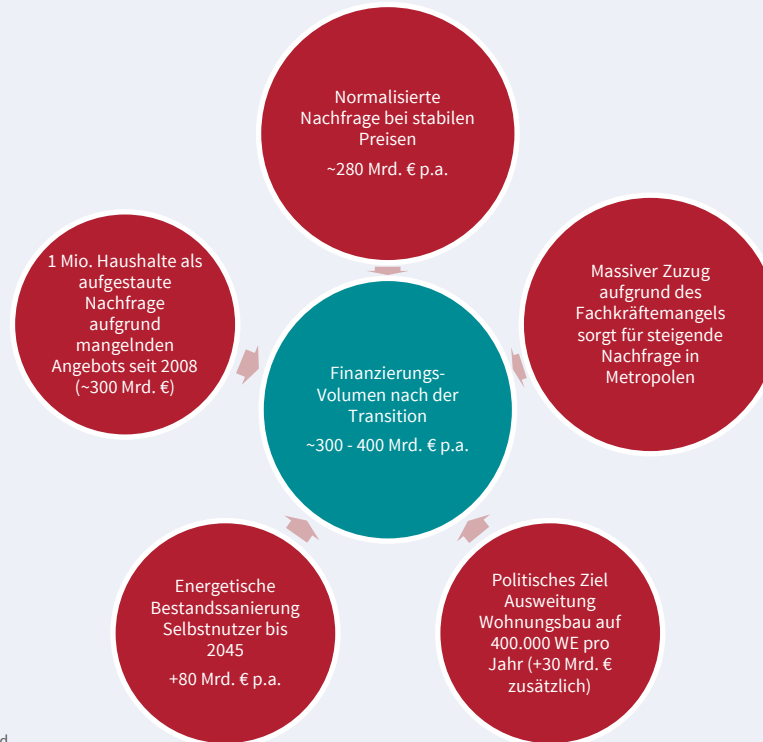 Normalisierte
Nachfrage bei stabilen
Preisen
~280 Mrd. € p.a.
1 Mio. Haushalte als
aufgestaute
Nachfrage
aufgrund
mangelnden
Angebots seit 2008
(~300 Mrd. €)
Massiver Zuzug
aufgrund des
Fachkräftemangels
sorgt für steigende
Nachfrage in
Metropolen
Finanzierungs-
Volumen nach der
Transition
~300 - 400 Mrd. € p.a.
Energetische
Bestandssanierung
Selbstnutzer bis
2045
+80 Mrd. € p.a.
Politisches Ziel
Ausweitung
Wohnungsbau auf
400.000 WE pro
Jahr (+30 Mrd. €
zusätzlich)